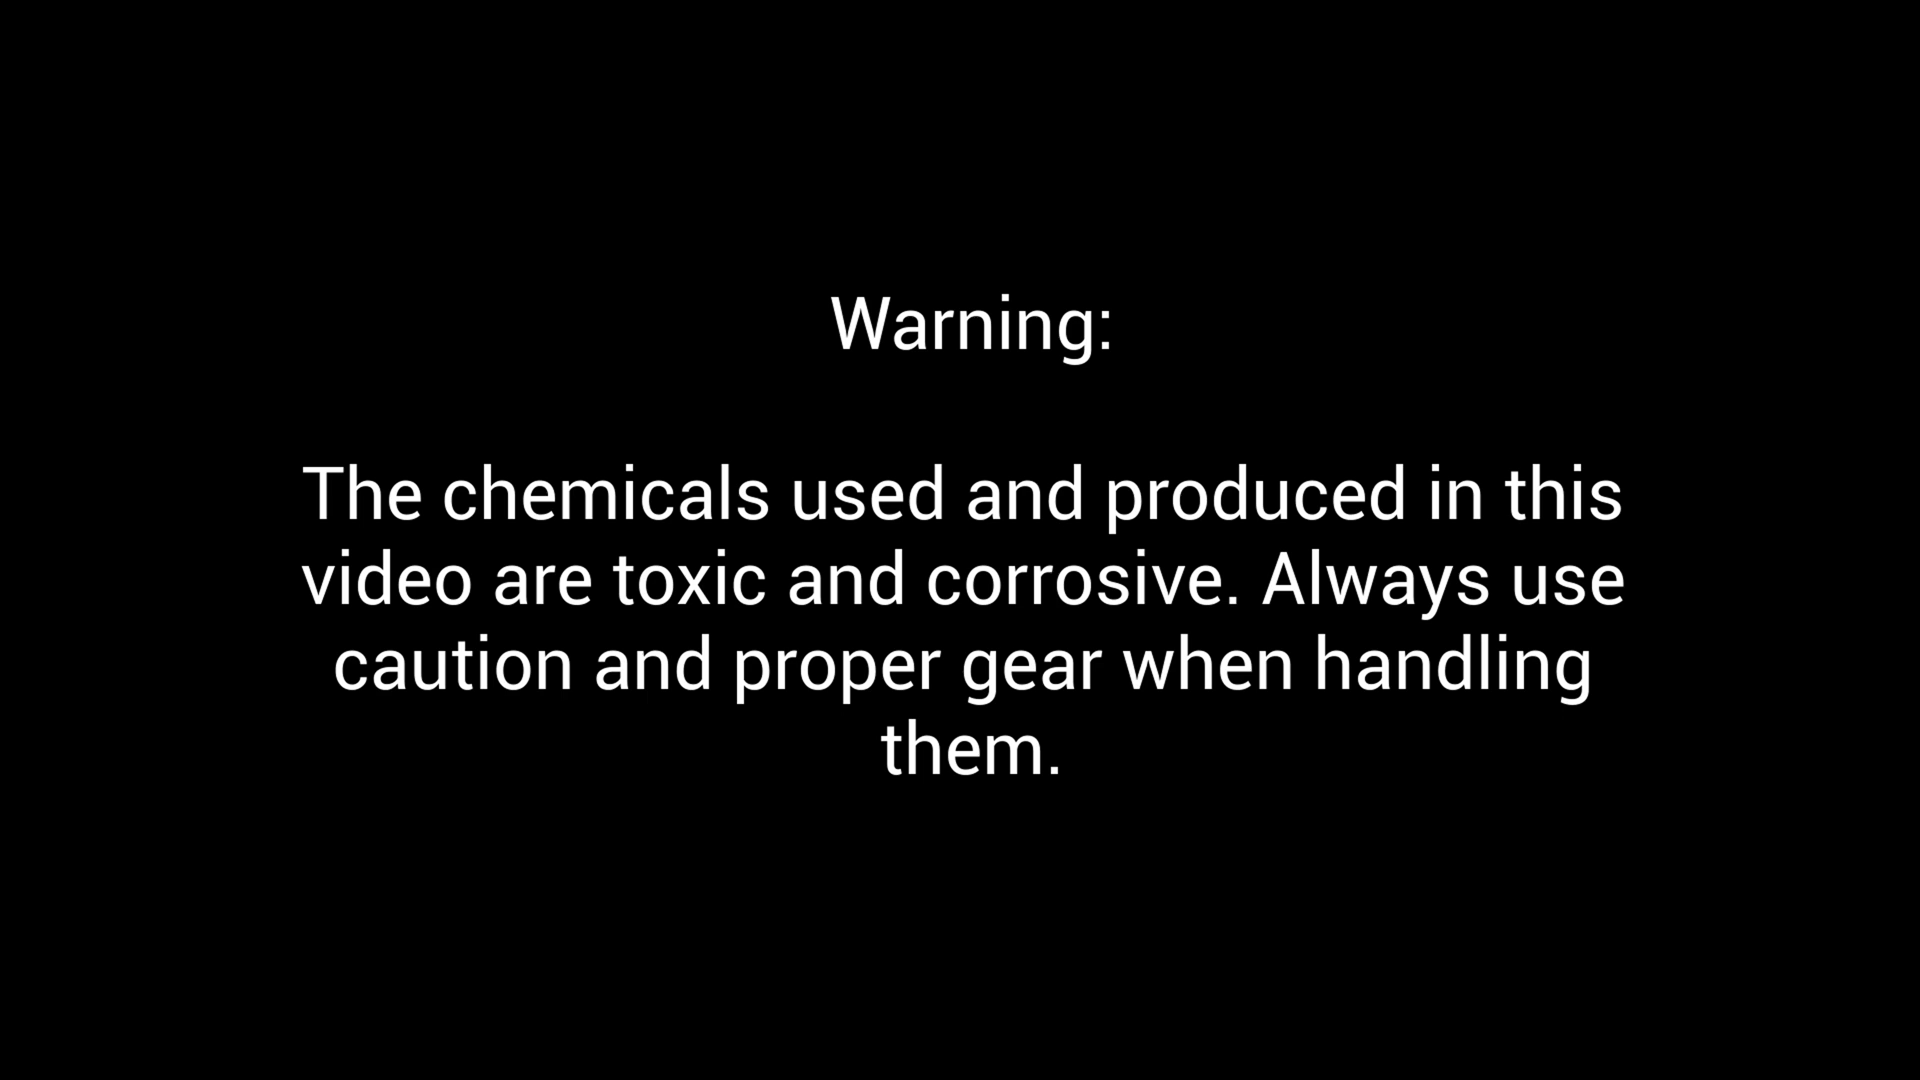 Warning:
The chemicals used and produced in this
video are toxic and corrosive. Always use
caution and proper gear when handling
them.